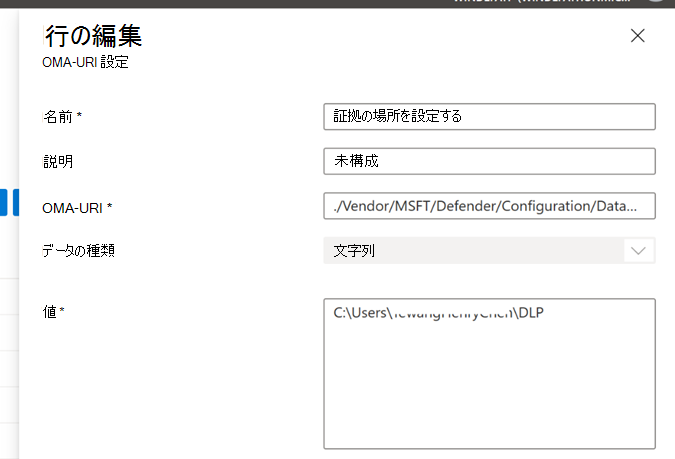 行の編集
OMA-URI 設定
名前 *
証拠の場所を設定する
説明
未構成
OMA-URI *
./Vendor/MSFT/Defender/Configuration/Data...
データの種類
文字列
値 *
C:\Users\ \DLP